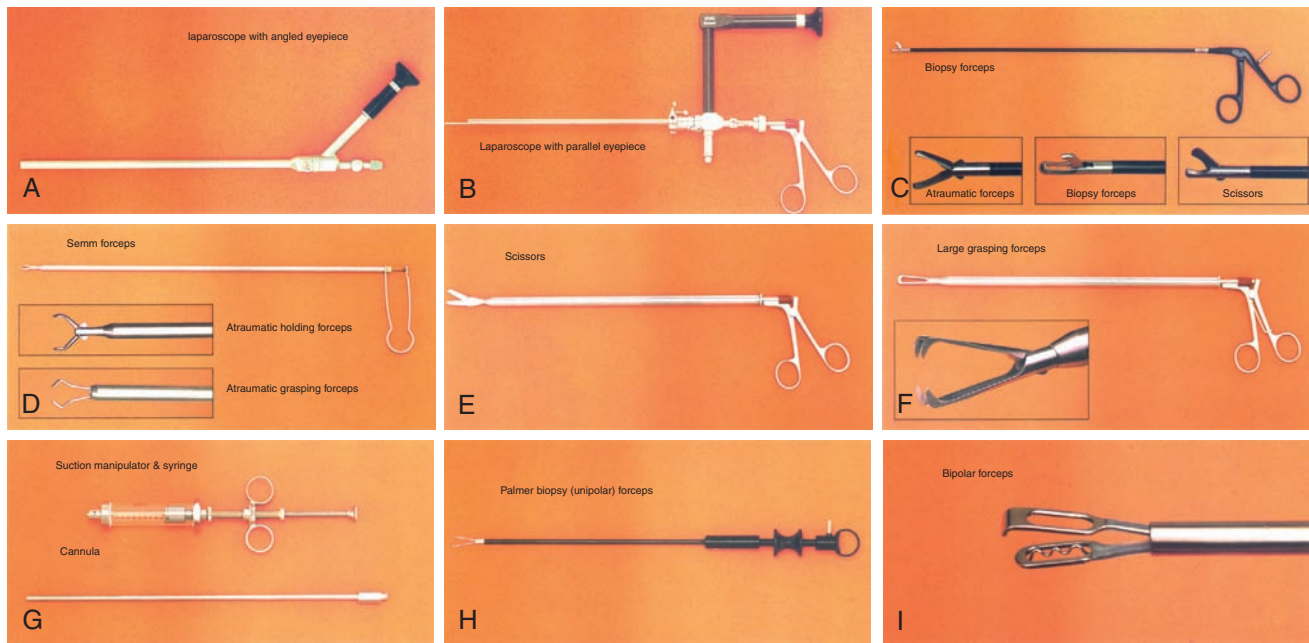 laparoscope with angled eyepiece
A
Laparoscope with parallel eyepiece
B
Biopsy forceps
Atraumatic forceps
Biopsy forceps
Scissors
C
Semm forceps
Atraumatic holding forceps
Atraumatic grasping forceps
D
Scissors
E
Large grasping forceps
F
Suction manipulator & syringe
Cannula
G
Palmer biopsy (unipolar) forceps
H
Bipolar forceps
I